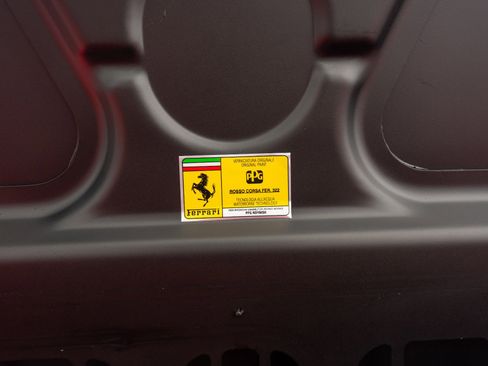 VERNICIATURA ORIGINALE
ORIGINAL PAINT
PPG
ROSSO CORSA FER. 322
TECNOLOGIA ALL'ACQUA
WATERBORNE TECHNOLOGY
Ferrari